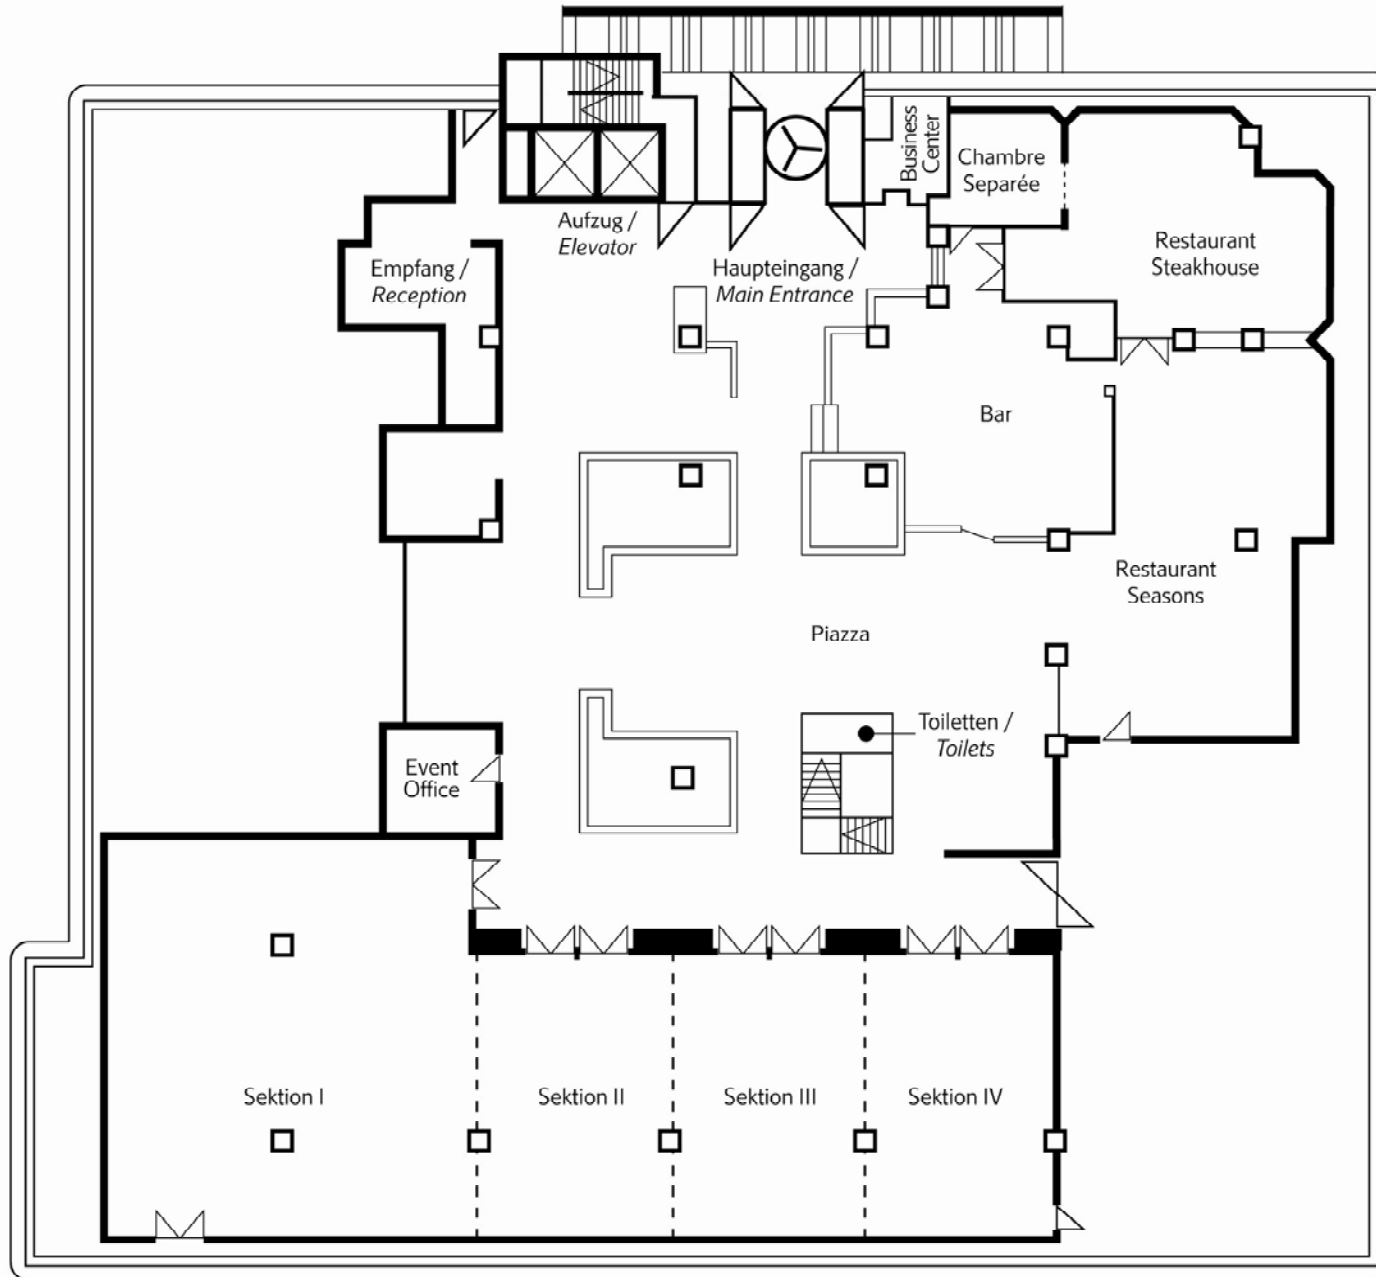 Business
Center
Chambre
Separée
Aufzug /
Elevator
Restaurant
Steakhouse
Empfang /
Reception
Haupteingang /
Main Entrance
Bar
Restaurant
Seasons
Piazza
Toiletten /
Toilets
Event
Office
Sektion I
Sektion II
Sektion III
Sektion IV